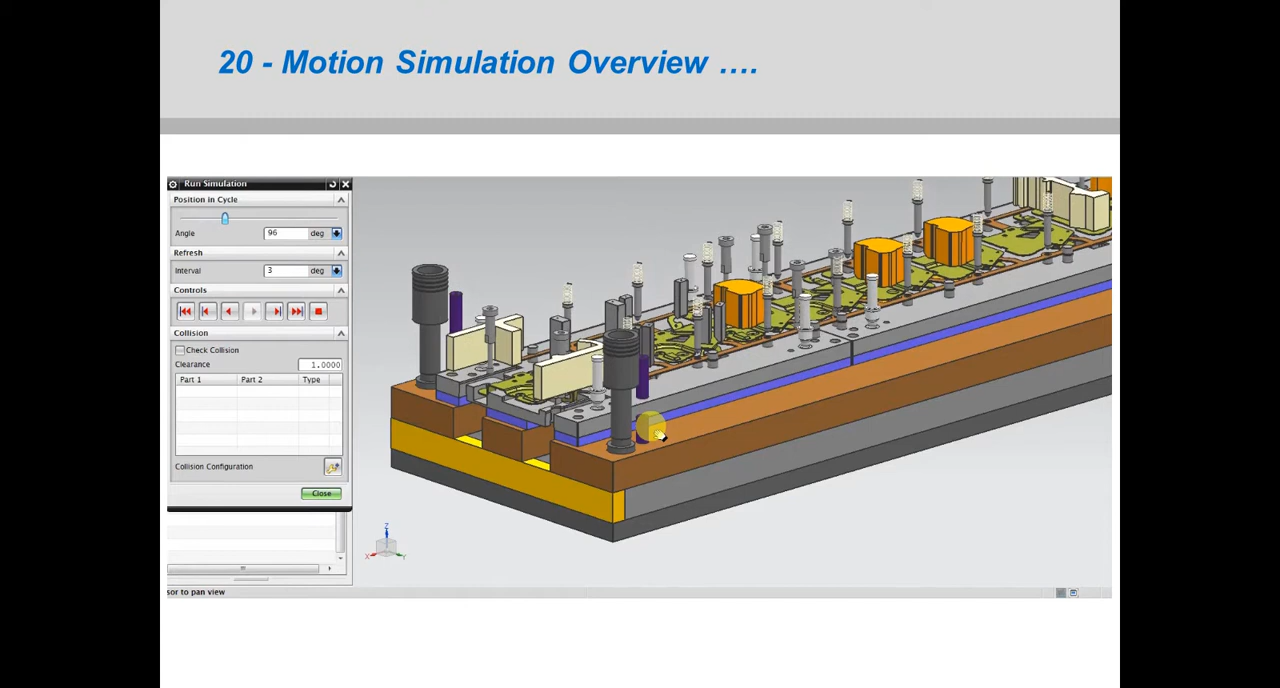 20 - Motion Simulation Overview ....
Run Simulation
Position in Cycle
Angle 96 deg
Refresh
Interval 3 deg
Controls
Collision
Check Collision
Clearance 1.0000
Part 1 Part 2 Type
Collision Configuration
Close
Z
X Y
sor to pan view